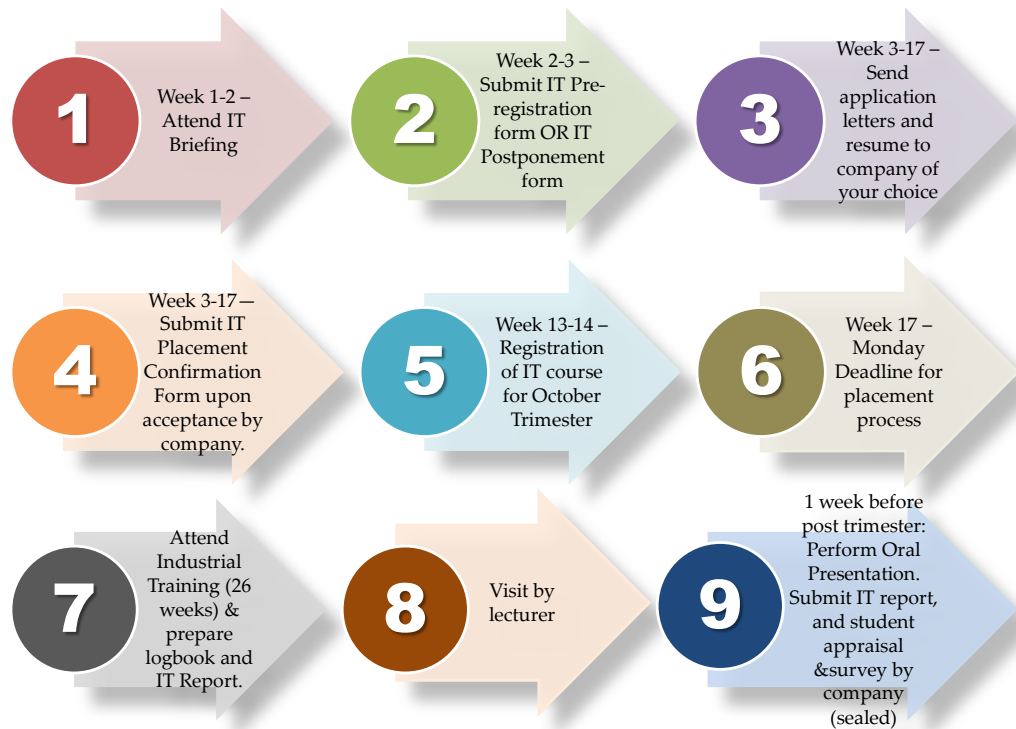 1
Week 1-2 –
Attend IT
Briefing
2
Week 2-3 –
Submit IT Pre-
registration
form OR IT
Postponement
form
3
Week 3-17 –
Send
application
letters and
resume to
company of
your choice
4
Week 3-17 —
Submit IT
Placement
Confirmation
Form upon
acceptance by
company.
5
Week 13-14 –
Registration
of IT course
for October
Trimester
6
Week 17 –
Monday
Deadline for
placement
process
7
Attend
Industrial
Training (26
weeks) &
prepare
logbook and
IT Report.
8
Visit by
lecturer
9
1 week before
post trimester:
Perform Oral
Presentation.
Submit IT report,
and student
appraisal
&survey by
company
(sealed)